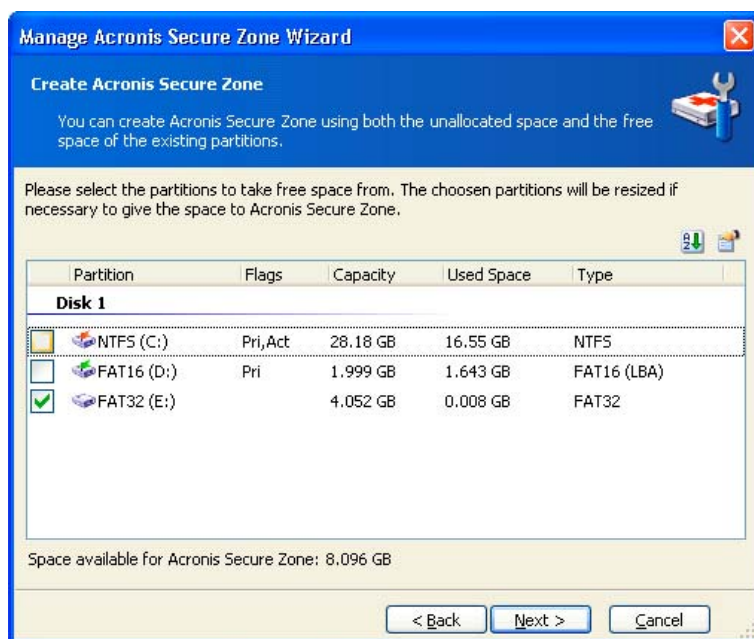 Manage Acronis Secure Zone Wizard
Create Acronis Secure Zone
You can create Acronis Secure Zone using both the unallocated space and the free
space of the existing partitions.
Please select the partitions to take free space from. The choosen partitions will be resized if
necessary to give the space to Acronis Secure Zone.
Partition Flags Capacity Used Space Type
Disk 1
NTFS (C:) Pri,Act 28.18 GB 16.55 GB NTFS
FAT16 (D:) Pri 1.999 GB 1.643 GB FAT16 (LBA)
FAT32 (E:) 4.052 GB 0.008 GB FAT32
Space available for Acronis Secure Zone: 8.096 GB
< Back Next > Cancel